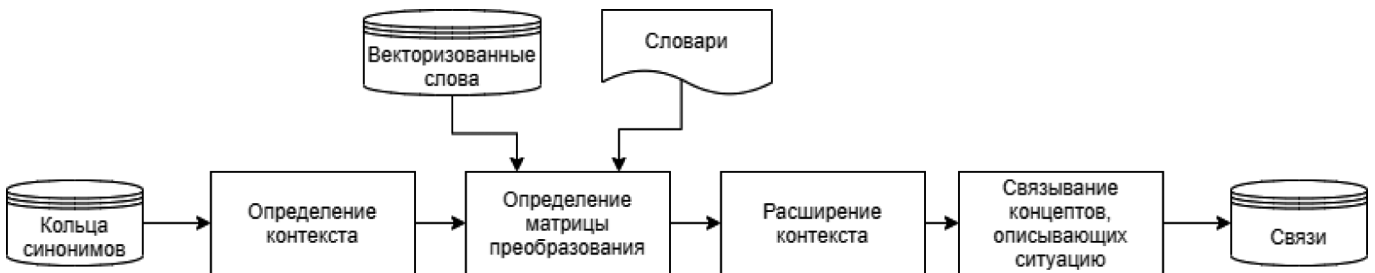 Векторизованные
слова
Словари
Кольца
синонимов
Определение
контекста
Определение
матрицы
преобразования
Расширение
контекста
Связывание
концептов,
описывающих
ситуацию
Связи